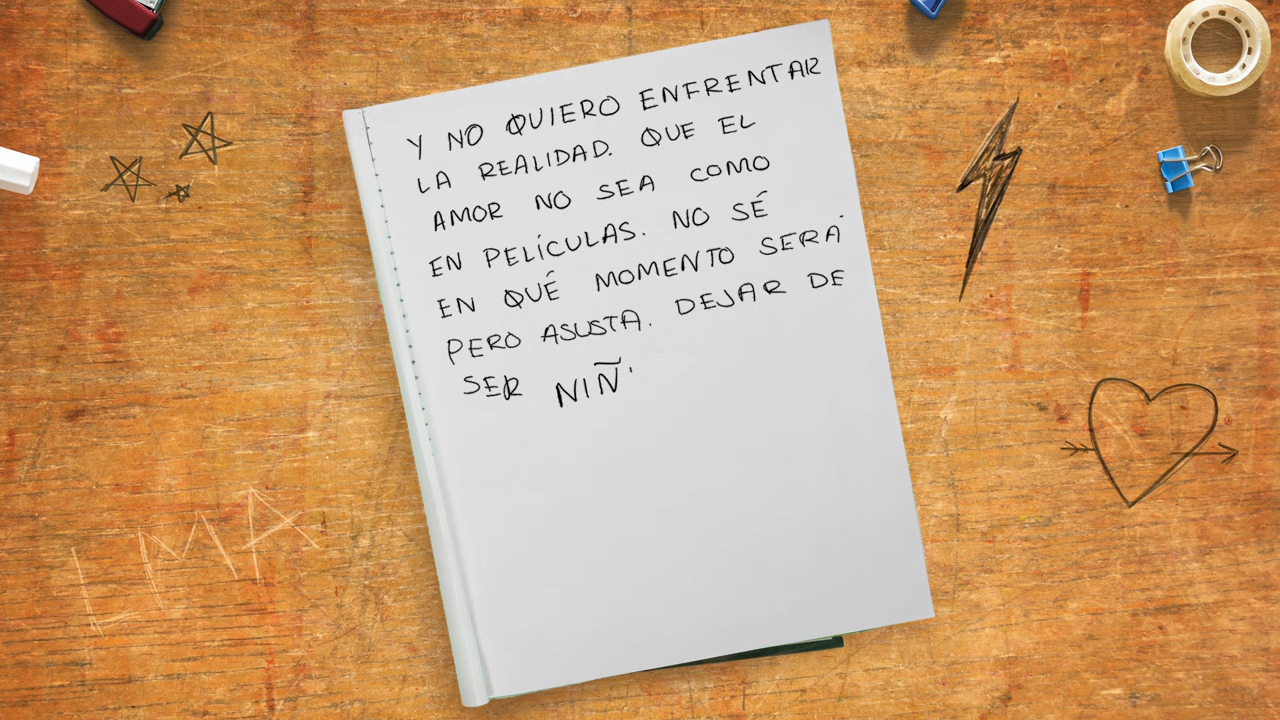 Y NO QUIERO ENFRENTAR
LA REALIDAD. QUE EL
AMOR NO SEA COMO
EN PELÍCULAS. NO SÉ
EN QUÉ MOMENTO SERÁ
PERO ASUSTA. DEJAR DE
SER NIÑ
LMA